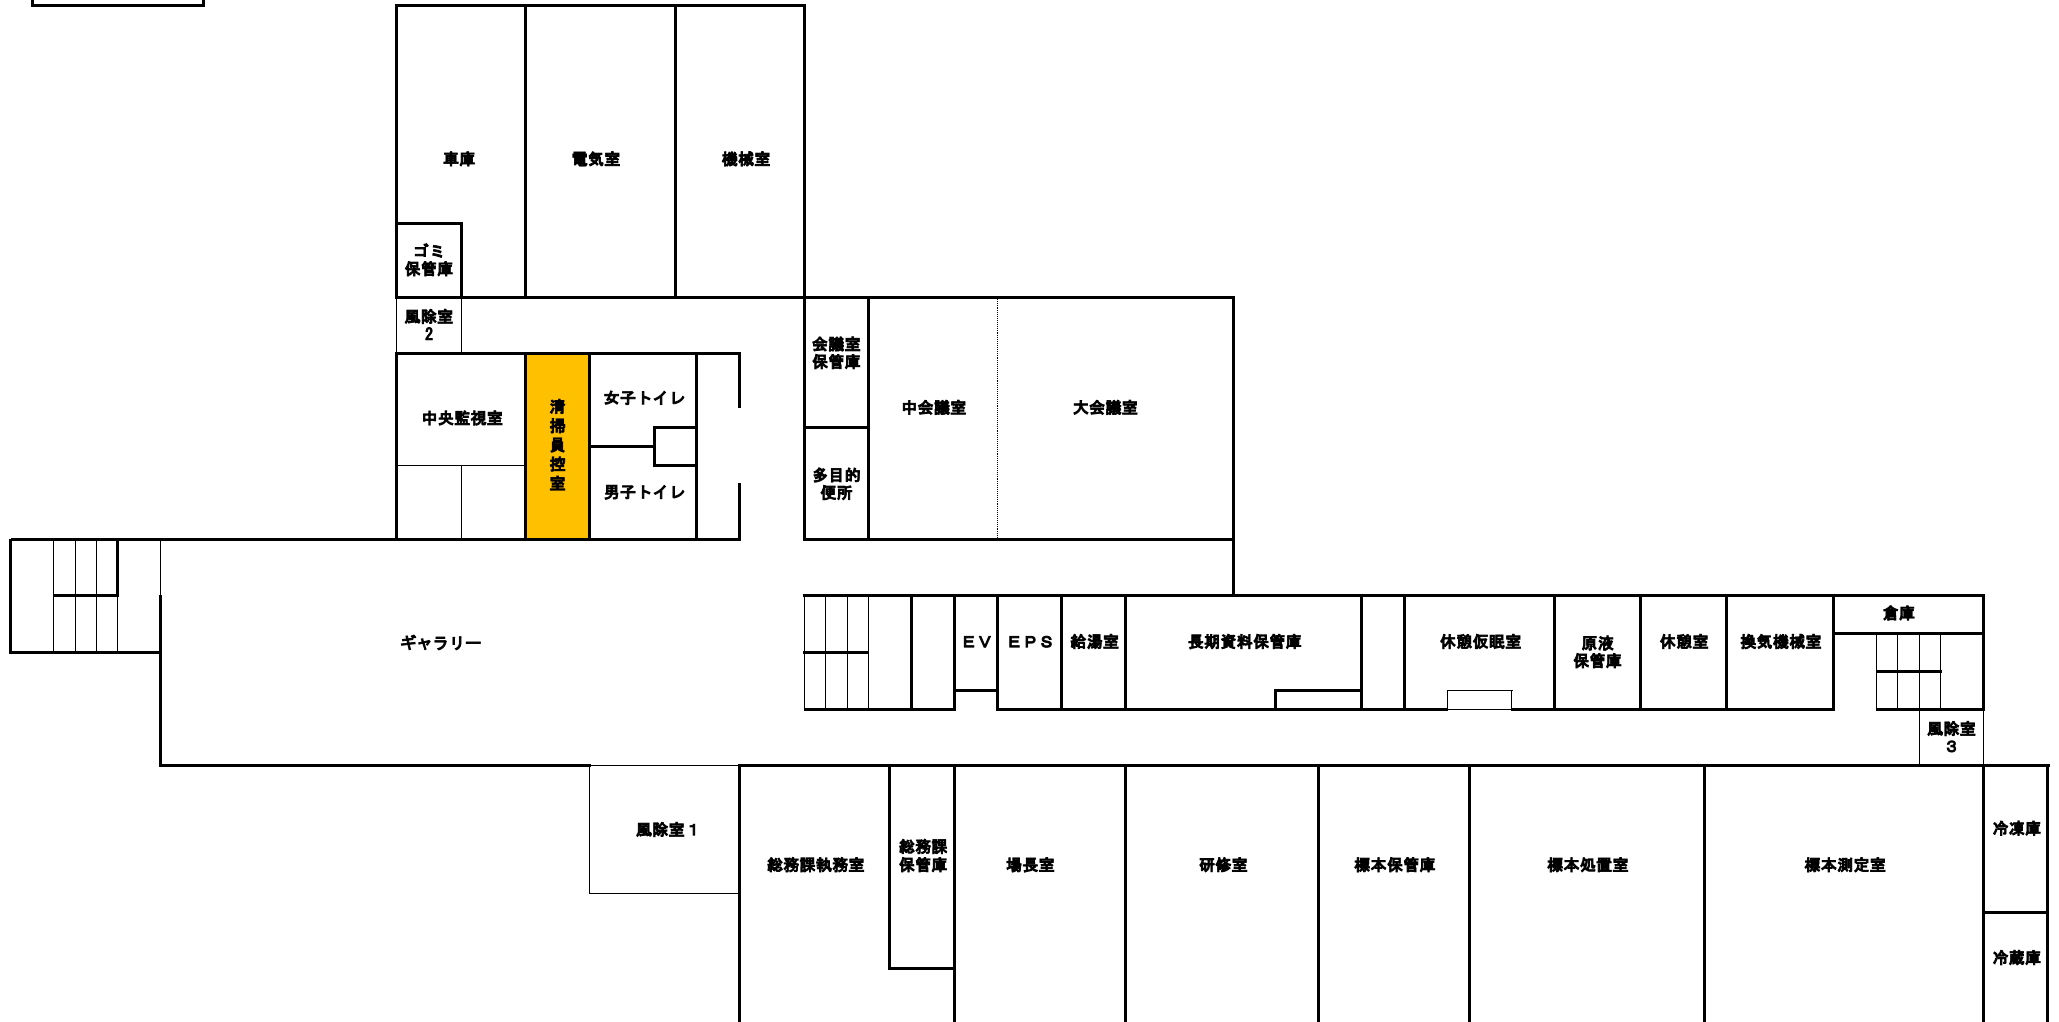 車庫
電気室
機械室
ゴミ
保管庫
風除室
2
会議室
保管庫
中央監視室
清掃員控室
女子トイレ
男子トイレ
中会議室
大会議室
多目的
便所
ギャラリー
ＥＶ
ＥＰＳ
給湯室
長期資料保管庫
休憩仮眠室
原液
保管庫
休憩室
換気機械室
倉庫
風除室
３
風除室１
総務課執務室
総務課
保管庫
場長室
研修室
標本保管庫
標本処置室
標本測定室
冷凍庫
冷蔵庫